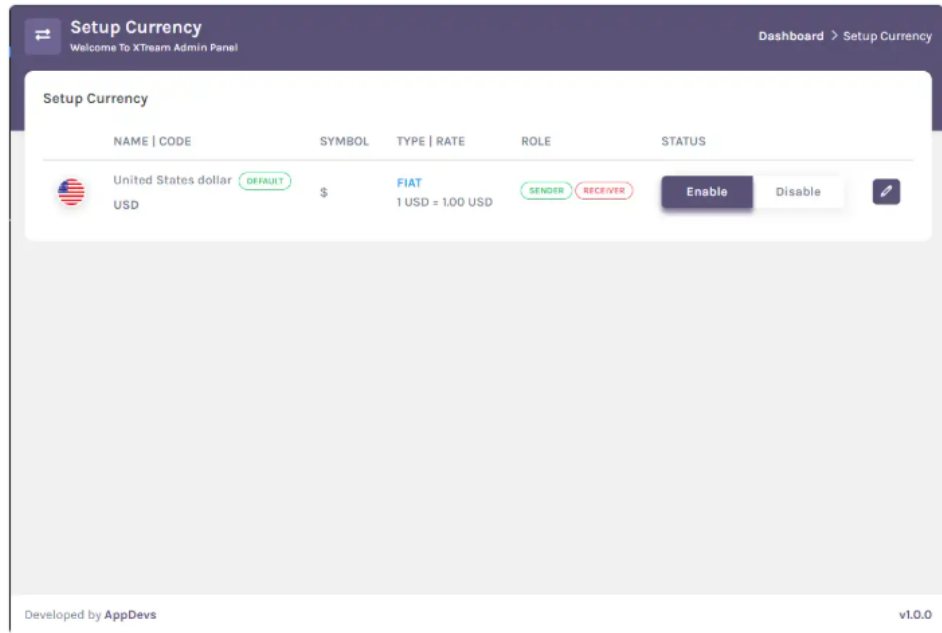 Setup Currency
Welcome To XTream Admin Panel
Dashboard > Setup Currency
Setup Currency
NAME | CODE SYMBOL TYPE | RATE ROLE STATUS
United States dollar DEFAULT
USD
$
FIAT
1 USD = 1.00 USD
SENDER RECEIVER
Enable Disable
Developed by AppDevs
v1.0.0